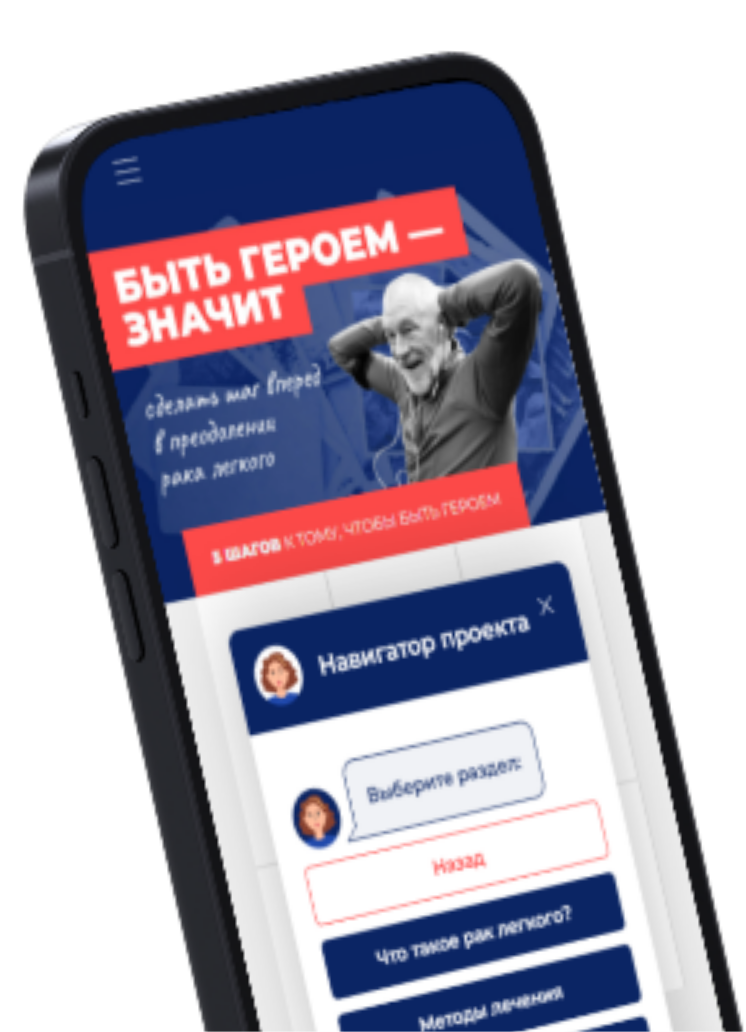 БЫТЬ ГЕРОЕМ —
ЗНАЧИТ
сделать шаг вперед
в преодолении
рака легкого
5 ШАГОВ К ТОМУ, ЧТОБЫ БЫТЬ ГЕРОЕМ
Навигатор проекта
Выберите раздел:
Назад
Что такое рак легкого?
Методы лечения